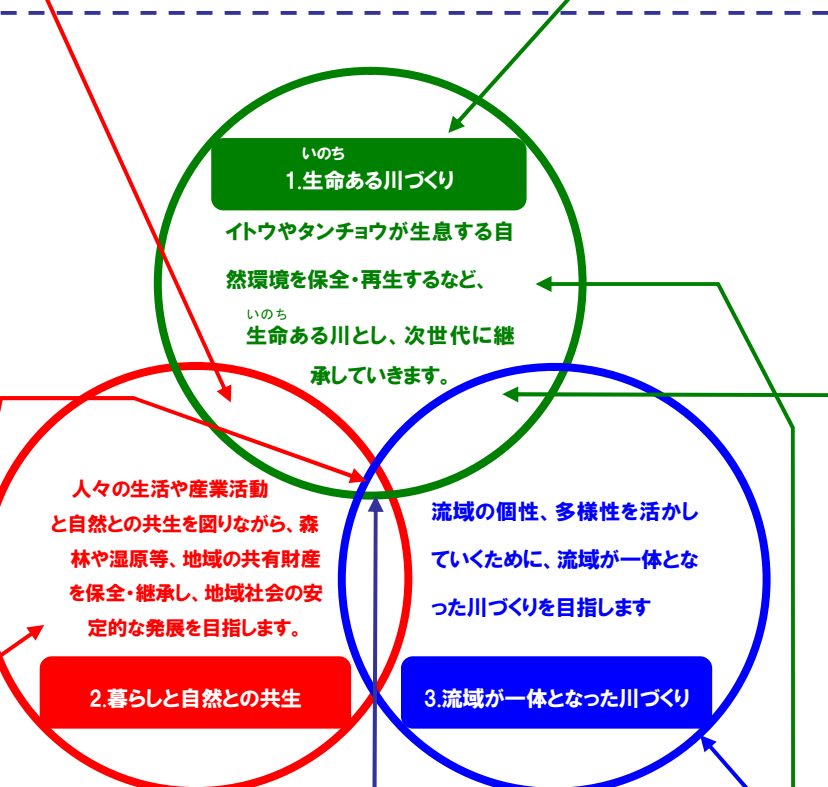 いのち
1.生命ある川づくり
イトウやタンチョウが生息する自
然環境を保全・再生するなど、
いのち
生命ある川とし、次世代に継
承していきます。
人々の生活や産業活動
と自然との共生を図りながら、森
林や湿原等、地域の共有財産
を保全・継承し、地域社会の安
定的な発展を目指します。
2.暮らしと自然との共生
流域の個性、多様性を活かし
ていくために、流域が一体とな
った川づくりを目指します
3.流域が一体となった川づくり